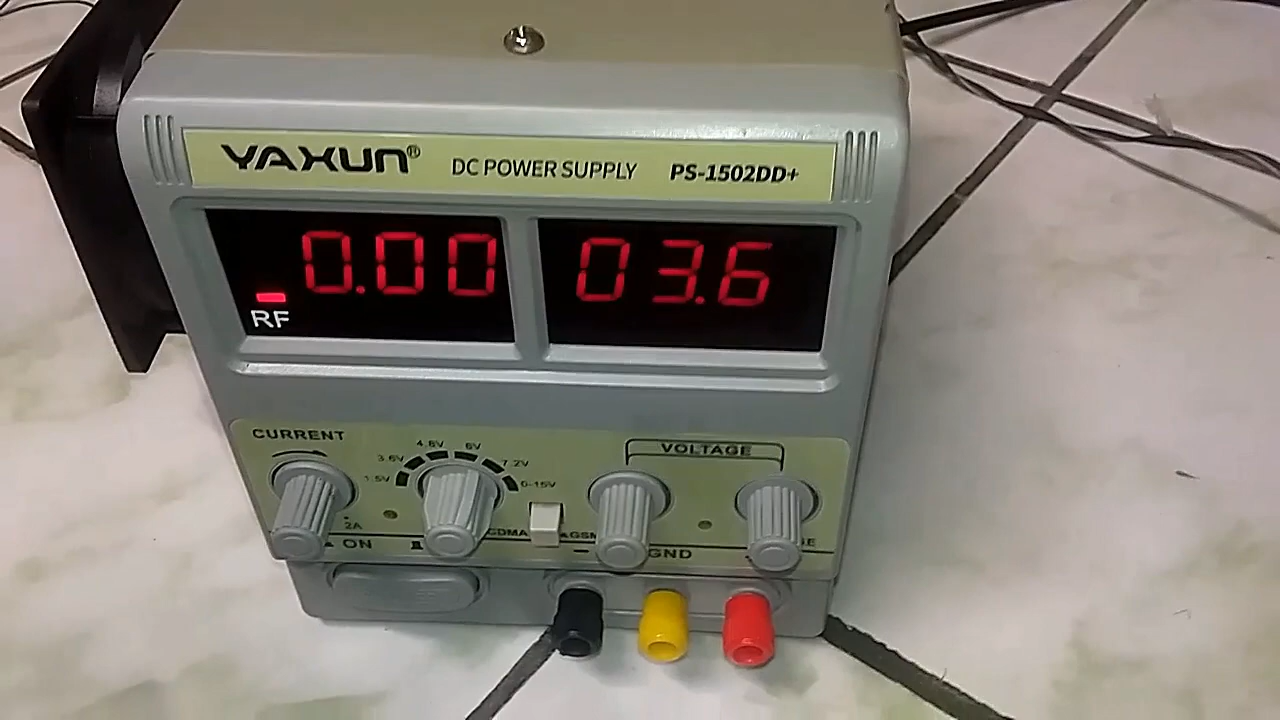 YAXUN® DC POWER SUPPLY PS-1502DD+
0.00 03.6
RF
CURRENT
1.5V 3.6V 4.8V 6V 7.2V 0-15V
VOLTAGE
2A
CDMA GSM
ON
− GND